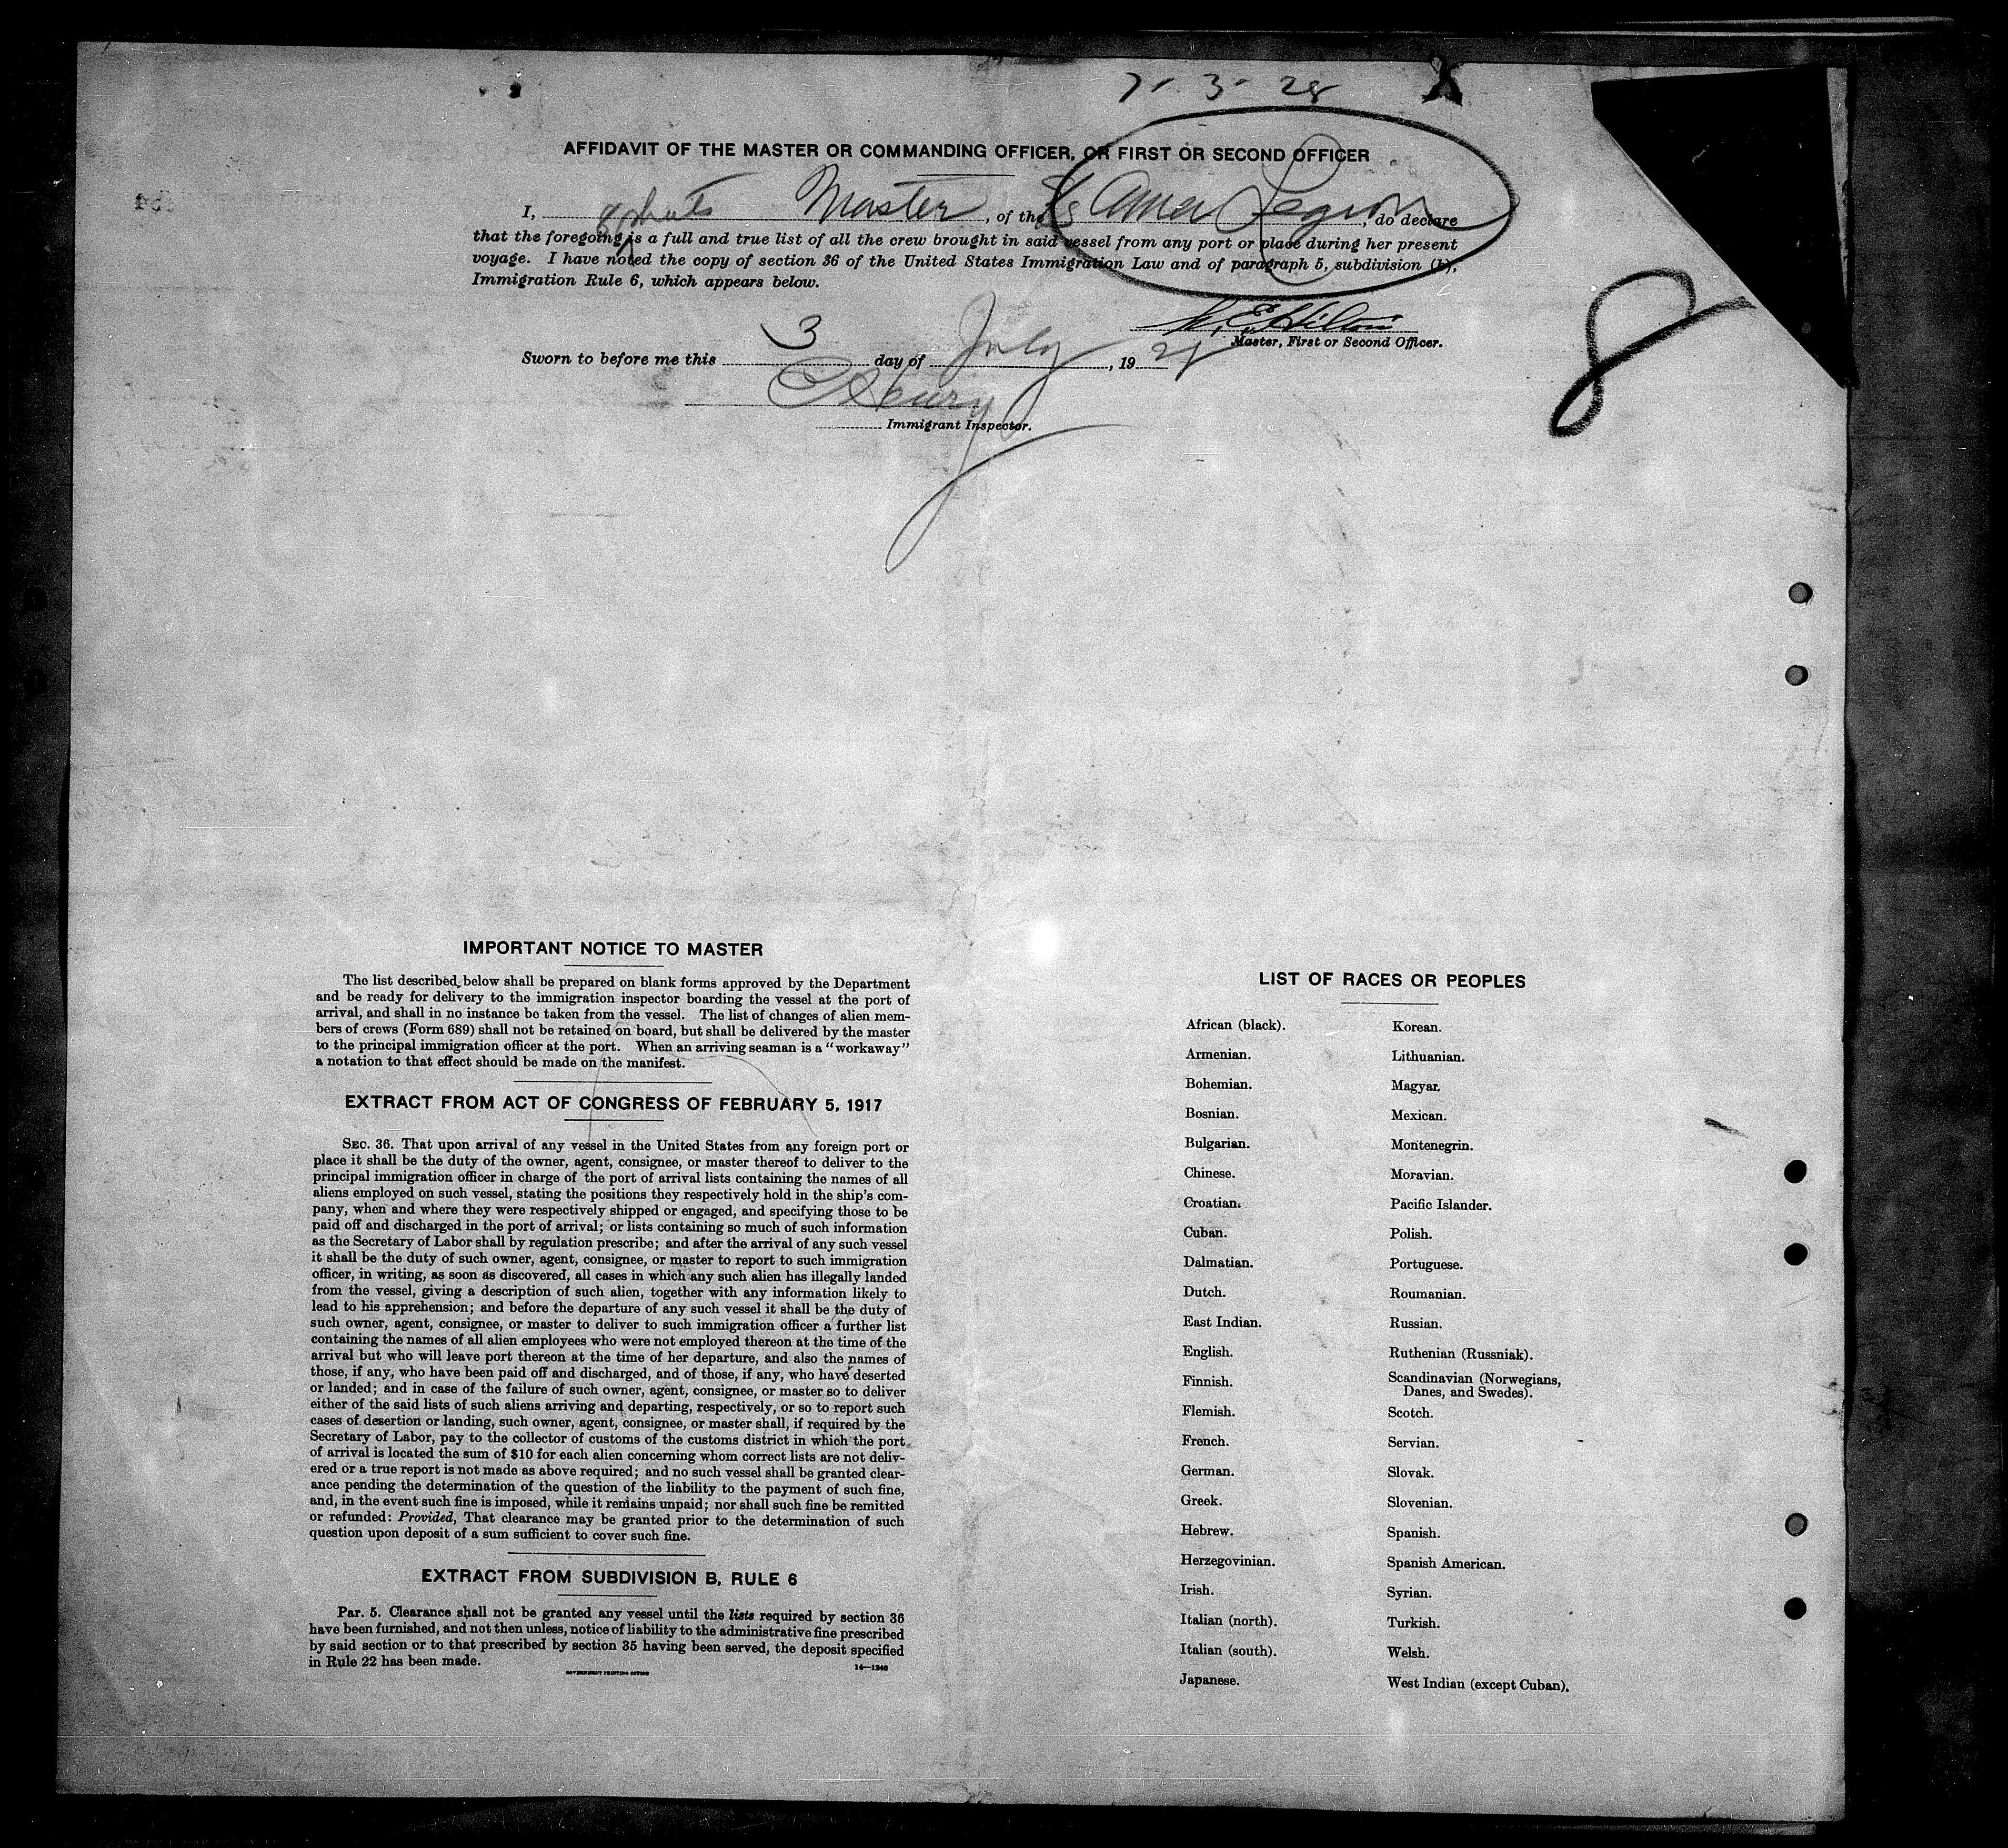 7-3-28
AFFIDAVIT OF THE MASTER OR COMMANDING OFFICER, OR FIRST OR SECOND OFFICER
I, Master, of the SS Amer Legion, do declare
that the foregoing is a full and true list of all the crew brought in said vessel from any port or place during her present
voyage. I have noted the copy of section 36 of the United States Immigration Law and of paragraph 5, subdivision (b),
Immigration Rule 6, which appears below.
8
Master, First or Second Officer.
Sworn to before me this 3 day of July, 19
Immigrant Inspector.
IMPORTANT NOTICE TO MASTER
The list described below shall be prepared on blank forms approved by the Department
and be ready for delivery to the immigration inspector boarding the vessel at the port of
arrival, and shall in no instance be taken from the vessel. The list of changes of alien mem-
bers of crews (Form 689) shall not be retained on board, but shall be delivered by the master
to the principal immigration officer at the port. When an arriving seaman is a "workaway"
a notation to that effect should be made on the manifest.
EXTRACT FROM ACT OF CONGRESS OF FEBRUARY 5, 1917
SEC. 36. That upon arrival of any vessel in the United States from any foreign port or
place it shall be the duty of the owner, agent, consignee, or master thereof to deliver to the
principal immigration officer in charge of the port of arrival lists containing the names of all
aliens employed on such vessel, stating the positions they respectively hold in the ship's com-
pany, when and where they were respectively shipped or engaged, and specifying those to be
paid off and discharged in the port of arrival; or lists containing so much of such information
as the Secretary of Labor shall by regulation prescribe; and after the arrival of any such vessel
it shall be the duty of such owner, agent, consignee, or master to report to such immigration
officer, in writing, as soon as discovered, all cases in which any such alien has illegally landed
from the vessel, giving a description of such alien, together with any information likely to
lead to his apprehension; and before the departure of any such vessel it shall be the duty of
such owner, agent, consignee, or master to deliver to such immigration officer a further list
containing the names of all alien employees who were not employed thereon at the time of the
arrival but who will leave port thereon at the time of her departure, and also the names of
those, if any, who have been paid off and discharged, and of those, if any, who have deserted
or landed; and in case of the failure of such owner, agent, consignee, or master so to deliver
either of the said lists of such aliens arriving and departing, respectively, or so to report such
cases of desertion or landing, such owner, agent, consignee, or master shall, if required by the
Secretary of Labor, pay to the collector of customs of the customs district in which the port
of arrival is located the sum of $10 for each alien concerning whom correct lists are not deliv-
ered or a true report is not made as above required; and no such vessel shall be granted clear-
ance pending the determination of the question of the liability to the payment of such fine,
and, in the event such fine is imposed, while it remains unpaid; nor shall such fine be remitted
or refunded: Provided, That clearance may be granted prior to the determination of such
question upon deposit of a sum sufficient to cover such fine.
EXTRACT FROM SUBDIVISION B, RULE 6
Par. 5. Clearance shall not be granted any vessel until the lists required by section 36
have been furnished, and not then unless, notice of liability to the administrative fine prescribed
by said section or to that prescribed by section 35 having been served, the deposit specified
in Rule 22 has been made.
GOVERNMENT PRINTING OFFICE 14—1240
LIST OF RACES OR PEOPLES
African (black). Korean.
Armenian. Lithuanian.
Bohemian. Magyar.
Bosnian. Mexican.
Bulgarian. Montenegrin.
Chinese. Moravian.
Croatian. Pacific Islander.
Cuban. Polish.
Dalmatian. Portuguese.
Dutch. Roumanian.
East Indian. Russian.
English. Ruthenian (Russniak).
Finnish. Scandinavian (Norwegians,
Danes, and Swedes).
Flemish. Scotch.
French. Servian.
German. Slovak.
Greek. Slovenian.
Hebrew. Spanish.
Herzegovinian. Spanish American.
Irish. Syrian.
Italian (north). Turkish.
Italian (south). Welsh.
Japanese. West Indian (except Cuban).